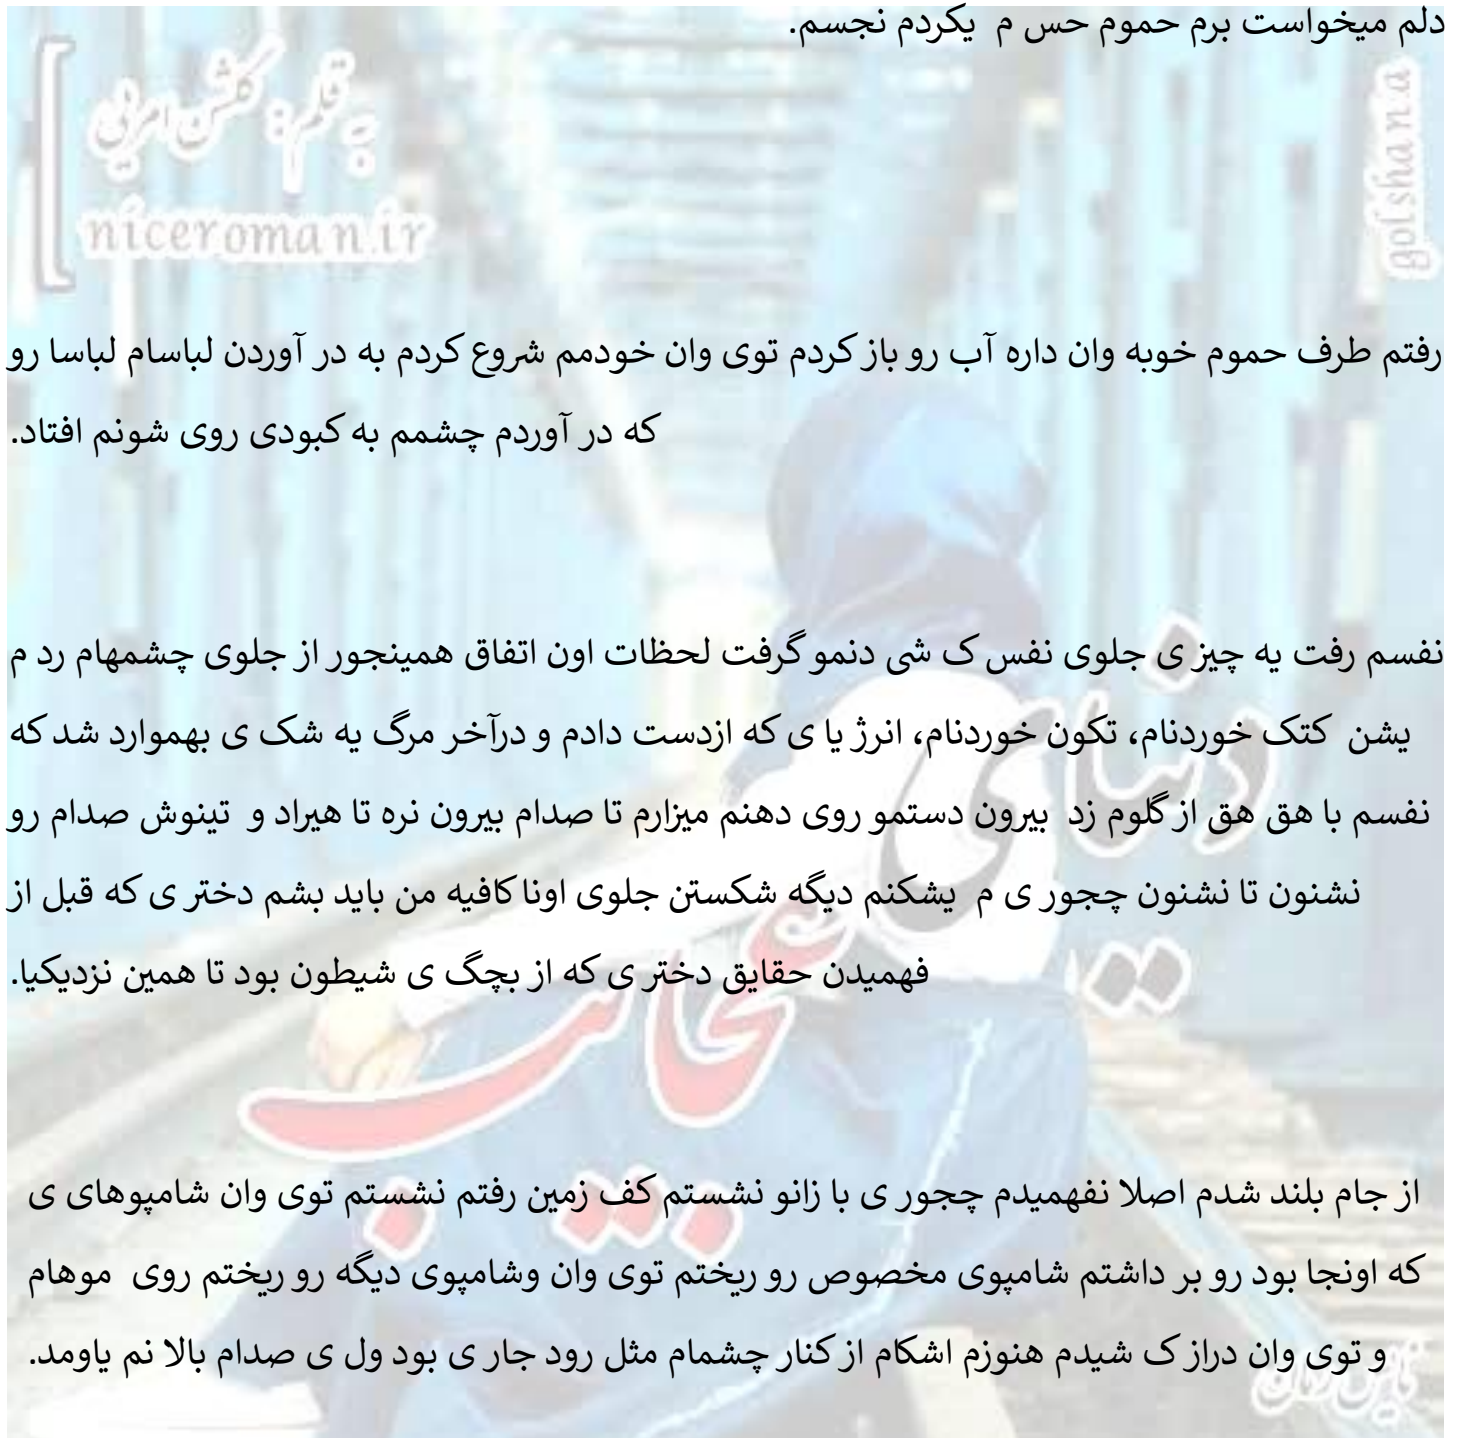 دلم میخواست برم حموم حس م یکردم نجسم.
به قلم: گلشن امرایی
niceroman.ir
golshan.a
رفتم طرف حموم خوبه وان داره آب رو باز کردم توی وان خودمم شروع کردم به در آوردن لباسام لباسا رو
که در آوردم چشمم به کبودی روی شونم افتاد.
نفسم رفت یه چیز ی جلوی نفس ک شی دنمو گرفت لحظات اون اتفاق همینجور از جلوی چشمهام رد م
یشن کتک خوردنام، تکون خوردنام، انرژ یا ی که ازدست دادم و درآخر مرگ یه شک ی بهموارد شد که
نفسم با هق هق از گلوم زد بیرون دستمو روی دهنم میزارم تا صدام بیرون نره تا هیراد و تینوش صدام رو
نشنون تا نشنون چجور ی م یشکنم دیگه شکستن جلوی اونا کافیه من باید بشم دختر ی که قبل از
فهمیدن حقایق دختر ی که از بچگ ی شیطون بود تا همین نزدیکیا.
دنیای
عجایب
از جام بلند شدم اصلا نفهمیدم چجور ی با زانو نشستم کف زمین رفتم نشستم توی وان شامپوهای ی
که اونجا بود رو بر داشتم شامپوی مخصوص رو ریختم توی وان وشامپوی دیگه رو ریختم روی موهام
و توی وان دراز ک شیدم هنوزم اشکام از کنار چشمام مثل رود جار ی بود ول ی صدام بالا نم یاومد.